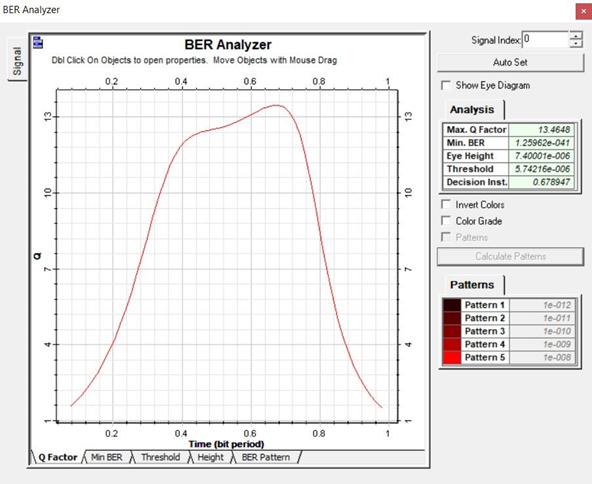 BER Analyzer
Signal
BER Analyzer
Dbl Click On Objects to open properties.  Move Objects with Mouse Drag
0.2 0.4 0.6 0.8 1
13 13
10 10
Q
7 7
4 4
1 1
0.2 0.4 0.6 0.8 1
Time (bit period)
Q Factor Min BER Threshold Height BER Pattern
Signal Index: 0
Auto Set
Show Eye Diagram
Analysis
Max. Q Factor 13.4648
Min. BER 1.25962e-041
Eye Height 7.40001e-006
Threshold 5.74216e-006
Decision Inst. 0.678947
Invert Colors
Color Grade
Patterns
Calculate Patterns
Patterns
Pattern 1 1e-012
Pattern 2 1e-011
Pattern 3 1e-010
Pattern 4 1e-009
Pattern 5 1e-008